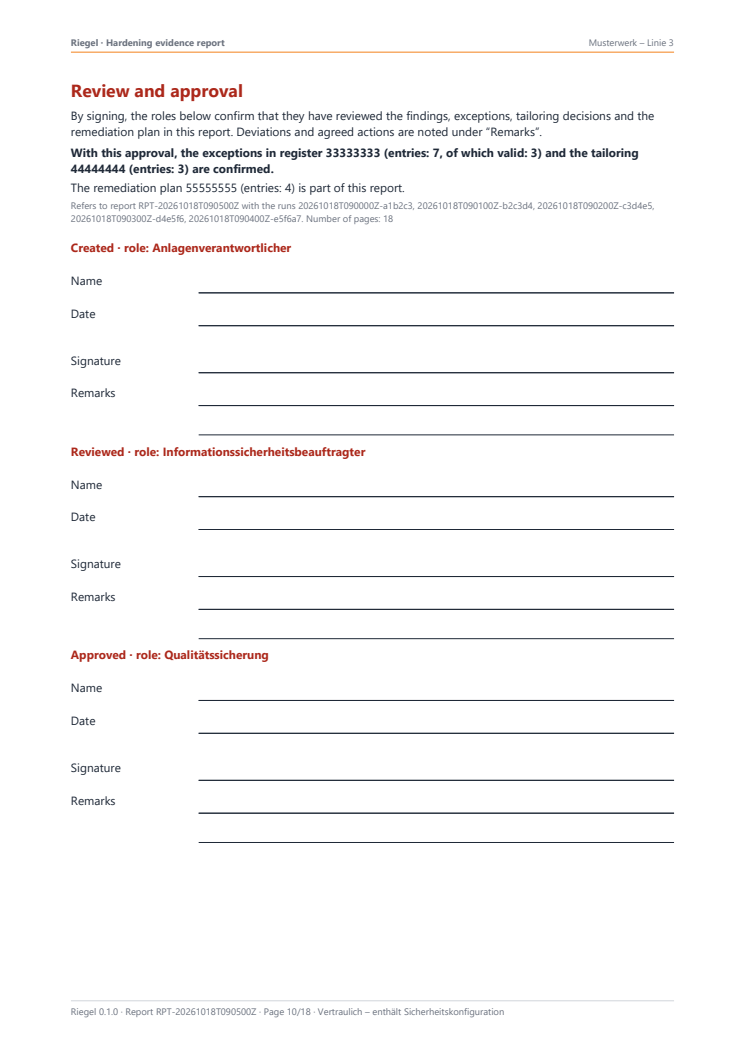 Riegel · Hardening evidence report
Musterwerk – Linie 3
Review and approval
By signing, the roles below confirm that they have reviewed the findings, exceptions, tailoring decisions and the
remediation plan in this report. Deviations and agreed actions are noted under “Remarks”.
With this approval, the exceptions in register 33333333 (entries: 7, of which valid: 3) and the tailoring
44444444 (entries: 3) are confirmed.
The remediation plan 55555555 (entries: 4) is part of this report.
Refers to report RPT-20261018T090500Z with the runs 20261018T090000Z-a1b2c3, 20261018T090100Z-b2c3d4, 20261018T090200Z-c3d4e5,
20261018T090300Z-d4e5f6, 20261018T090400Z-e5f6a7. Number of pages: 18
Created · role: Anlagenverantwortlicher
Name
Date
Signature
Remarks
Reviewed · role: Informationssicherheitsbeauftragter
Name
Date
Signature
Remarks
Approved · role: Qualitätssicherung
Name
Date
Signature
Remarks
Riegel 0.1.0 · Report RPT-20261018T090500Z · Page 10/18 · Vertraulich – enthält Sicherheitskonfiguration